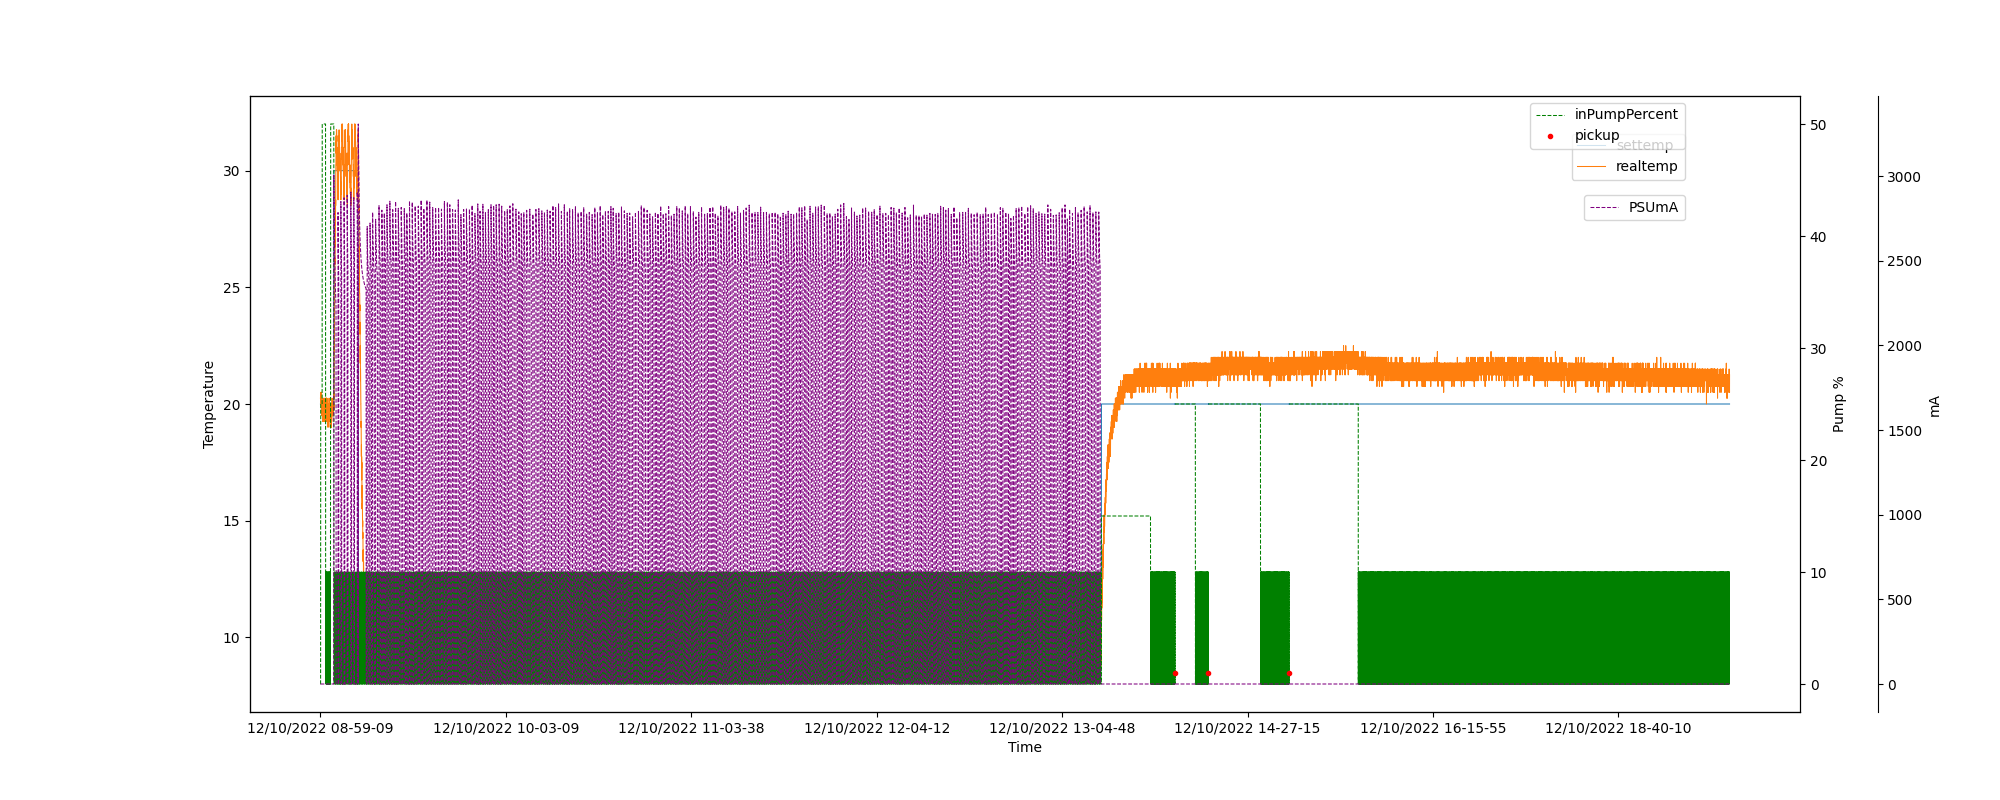 inPumpPercent
pickup
settemp
realtemp
PSUmA
30
25
20
15
10
Temperature
50
40
30
20
10
0
Pump %
3000
2500
2000
1500
1000
500
0
mA
12/10/2022 08-59-09
12/10/2022 10-03-09
12/10/2022 11-03-38
12/10/2022 12-04-12
12/10/2022 13-04-48
12/10/2022 14-27-15
12/10/2022 16-15-55
12/10/2022 18-40-10
Time